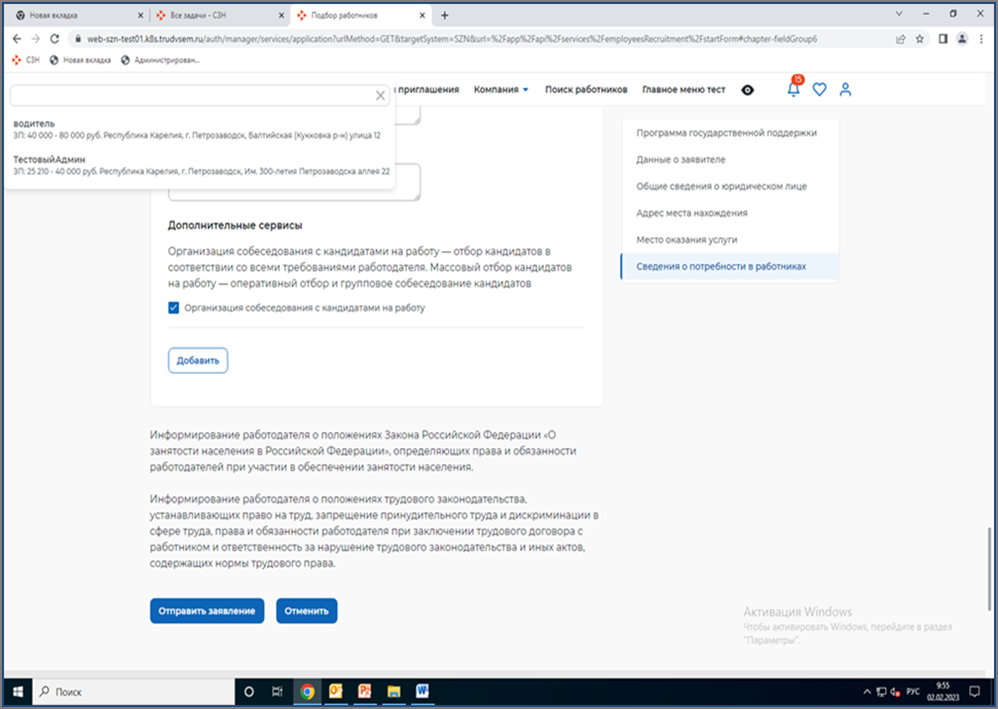 Новая вкладка
Все задачи - СЗН
Подбор работников
web-szn-test01.k8s.trudvsem.ru/auth/manager/services/application?urlMethod=GET&targetSystem=SZN&url=%2Fapp%2Fapi%2Fservices%2FemployeesRecruitment%2FstartForm#chapter-fieldGroup6
СЗН
Новая вкладка
Администрирован...
и приглашения
Компания
Поиск работников
Главное меню тест
15
водитель
ЗП: 40 000 - 80 000 руб. Республика Карелия, г. Петрозаводск, Балтийская (Кукковка р-н) улица 12
ТестовыйАдмин
ЗП: 25 210 - 40 000 руб. Республика Карелия, г. Петрозаводск, Им. 300-летия Петрозаводска аллея 22
Дополнительные сервисы
Организация собеседования с кандидатами на работу — отбор кандидатов в
соответствии со всеми требованиями работодателя. Массовый отбор кандидатов
на работу — оперативный отбор и групповое собеседование кандидатов
Организация собеседования с кандидатами на работу
Добавить
Программа государственной поддержки
Данные о заявителе
Общие сведения о юридическом лице
Адрес места нахождения
Место оказания услуги
Сведения о потребности в работниках
Информирование работодателя о положениях Закона Российской Федерации «О
занятости населения в Российской Федерации», определяющих права и обязанности
работодателей при участии в обеспечении занятости населения.
Информирование работодателя о положениях трудового законодательства,
устанавливающих право на труд, запрещение принудительного труда и дискриминации в
сфере труда, права и обязанности работодателя при заключении трудового договора с
работником и ответственность за нарушение трудового законодательства и иных актов,
содержащих нормы трудового права.
Отправить заявление
Отменить
Активация Windows
Чтобы активировать Windows, перейдите в раздел
"Параметры".
Поиск
РУС
9:55
02.02.2023